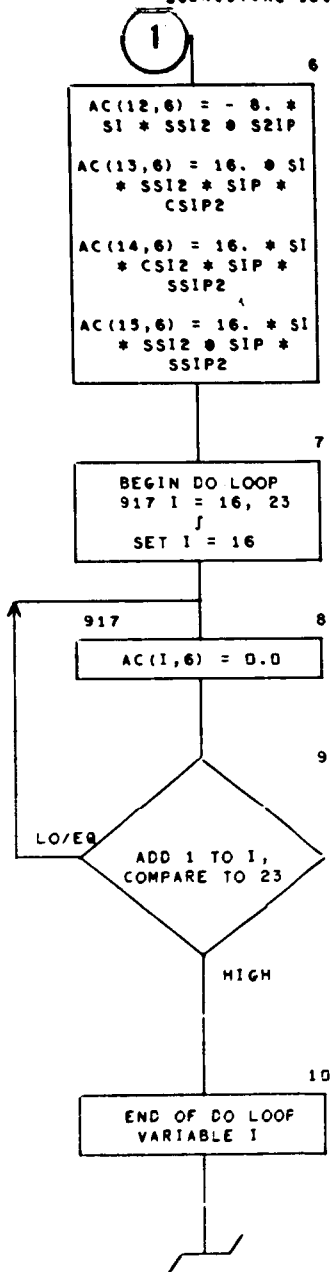 1
6
AC(12,6) = - 8. *
SI * SSI2 * S2IP
AC(13,6) = 16. * SI
* SSI2 * SIP *
CSIP2
AC(14,6) = 16. * SI
* CSI2 * SIP *
SSIP2
AC(15,6) = 16. * SI
* SSI2 * SIP *
SSIP2
7
BEGIN DO LOOP
917 I = 16, 23
SET I = 16
917
8
AC(I,6) = 0.0
9
LO/EQ
ADD 1 TO I,
COMPARE TO 23
HIGH
10
END OF DO LOOP
VARIABLE I